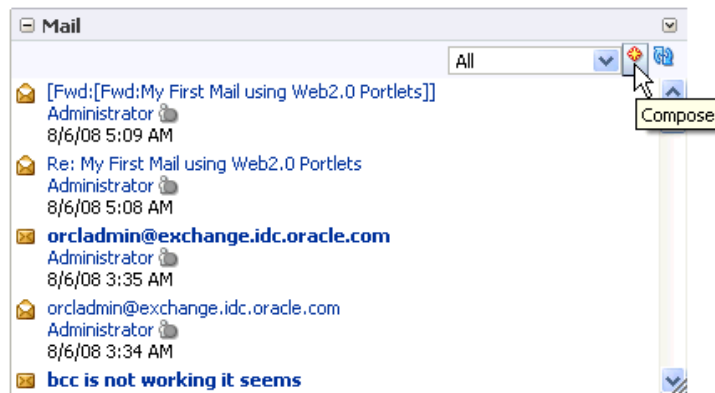 Mail
All
Compose
[Fwd:[Fwd:My First Mail using Web2.0 Portlets]]
Administrator
8/6/08 5:09 AM
Re: My First Mail using Web2.0 Portlets
Administrator
8/6/08 5:08 AM
orcladmin@exchange.idc.oracle.com
Administrator
8/6/08 3:35 AM
orcladmin@exchange.idc.oracle.com
Administrator
8/6/08 3:34 AM
bcc is not working it seems